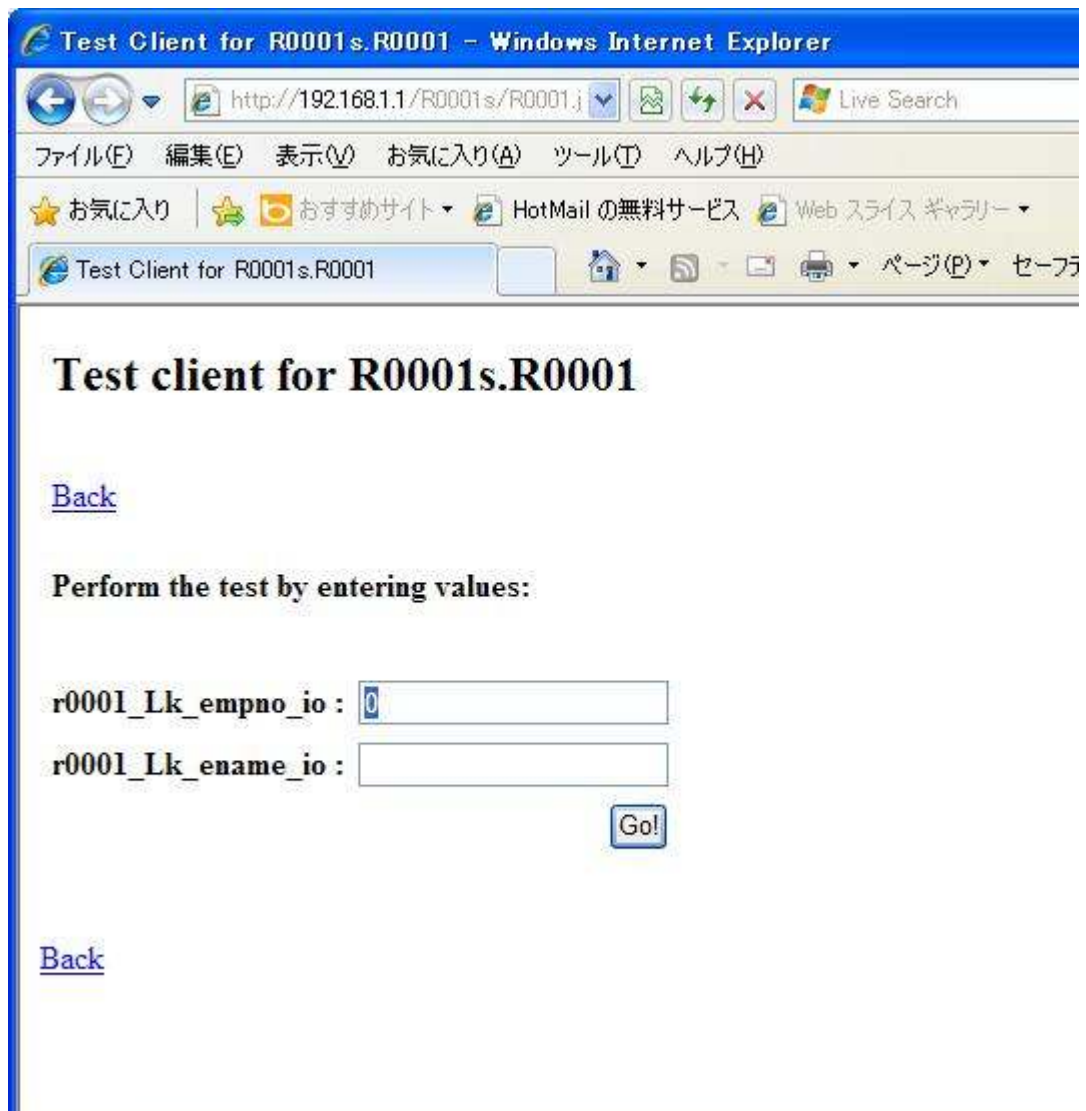 Test Client for R0001s.R0001 - Windows Internet Explorer
http://192.168.1.1/R0001s/R0001.j
Live Search
ファイル(F) 編集(E) 表示(V) お気に入り(A) ツール(T) ヘルプ(H)
お気に入り おすすめサイト HotMail の無料サービス Web スライス ギャラリー
Test Client for R0001s.R0001 ページ(P) セーフテ
Test client for R0001s.R0001
Back
Perform the test by entering values:
r0001_Lk_empno_io : 0
r0001_Lk_ename_io :
Go!
Back